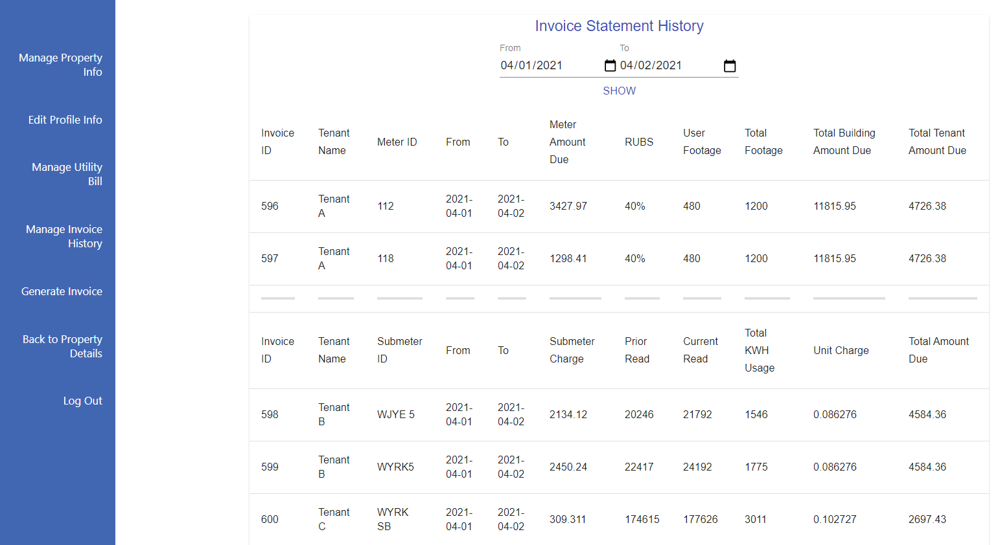 Manage Property
Info
Edit Profile Info
Manage Utility
Bill
Manage Invoice
History
Generate Invoice
Back to Property
Details
Log Out
Invoice Statement History
From To
04/01/2021 04/02/2021
SHOW
Invoice ID Tenant Name Meter ID From To Meter Amount Due RUBS User Footage Total Footage Total Building Amount Due Total Tenant Amount Due
596 Tenant A 112 2021-04-01 2021-04-02 3427.97 40% 480 1200 11815.95 4726.38
597 Tenant A 118 2021-04-01 2021-04-02 1298.41 40% 480 1200 11815.95 4726.38
Invoice ID Tenant Name Submeter ID From To Submeter Charge Prior Read Current Read Total KWH Usage Unit Charge Total Amount Due
598 Tenant B WJYE 5 2021-04-01 2021-04-02 2134.12 20246 21792 1546 0.086276 4584.36
599 Tenant B WYRK5 2021-04-01 2021-04-02 2450.24 22417 24192 1775 0.086276 4584.36
600 Tenant C WYRK SB 2021-04-01 2021-04-02 309.311 174615 177626 3011 0.102727 2697.43